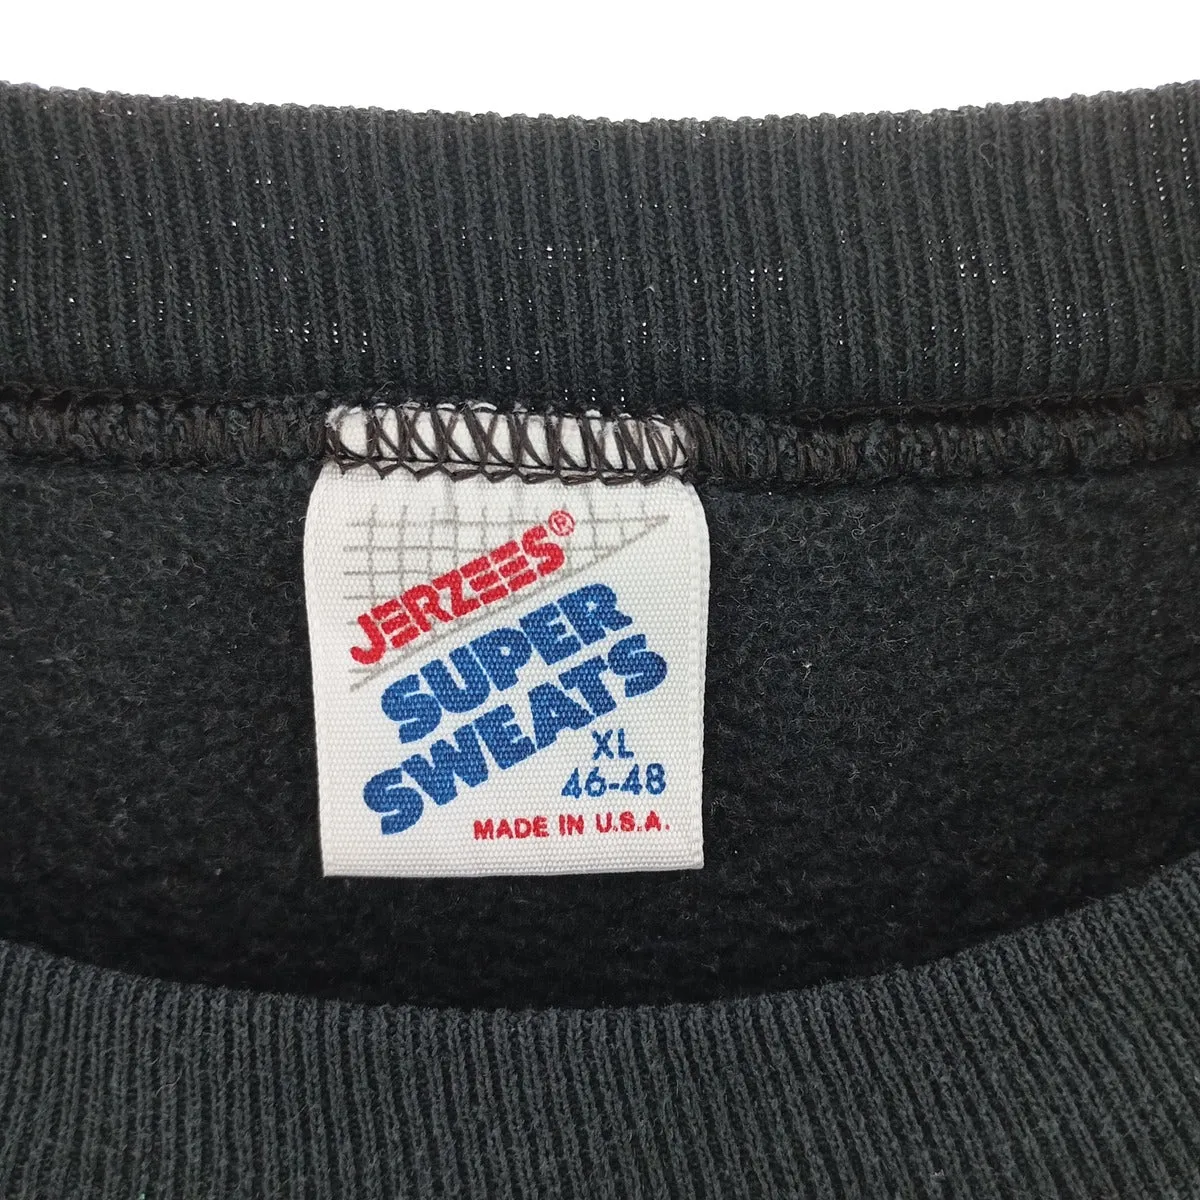 JERZEES®
SUPER
SWEATS
XL
46-48
MADE IN U.S.A.